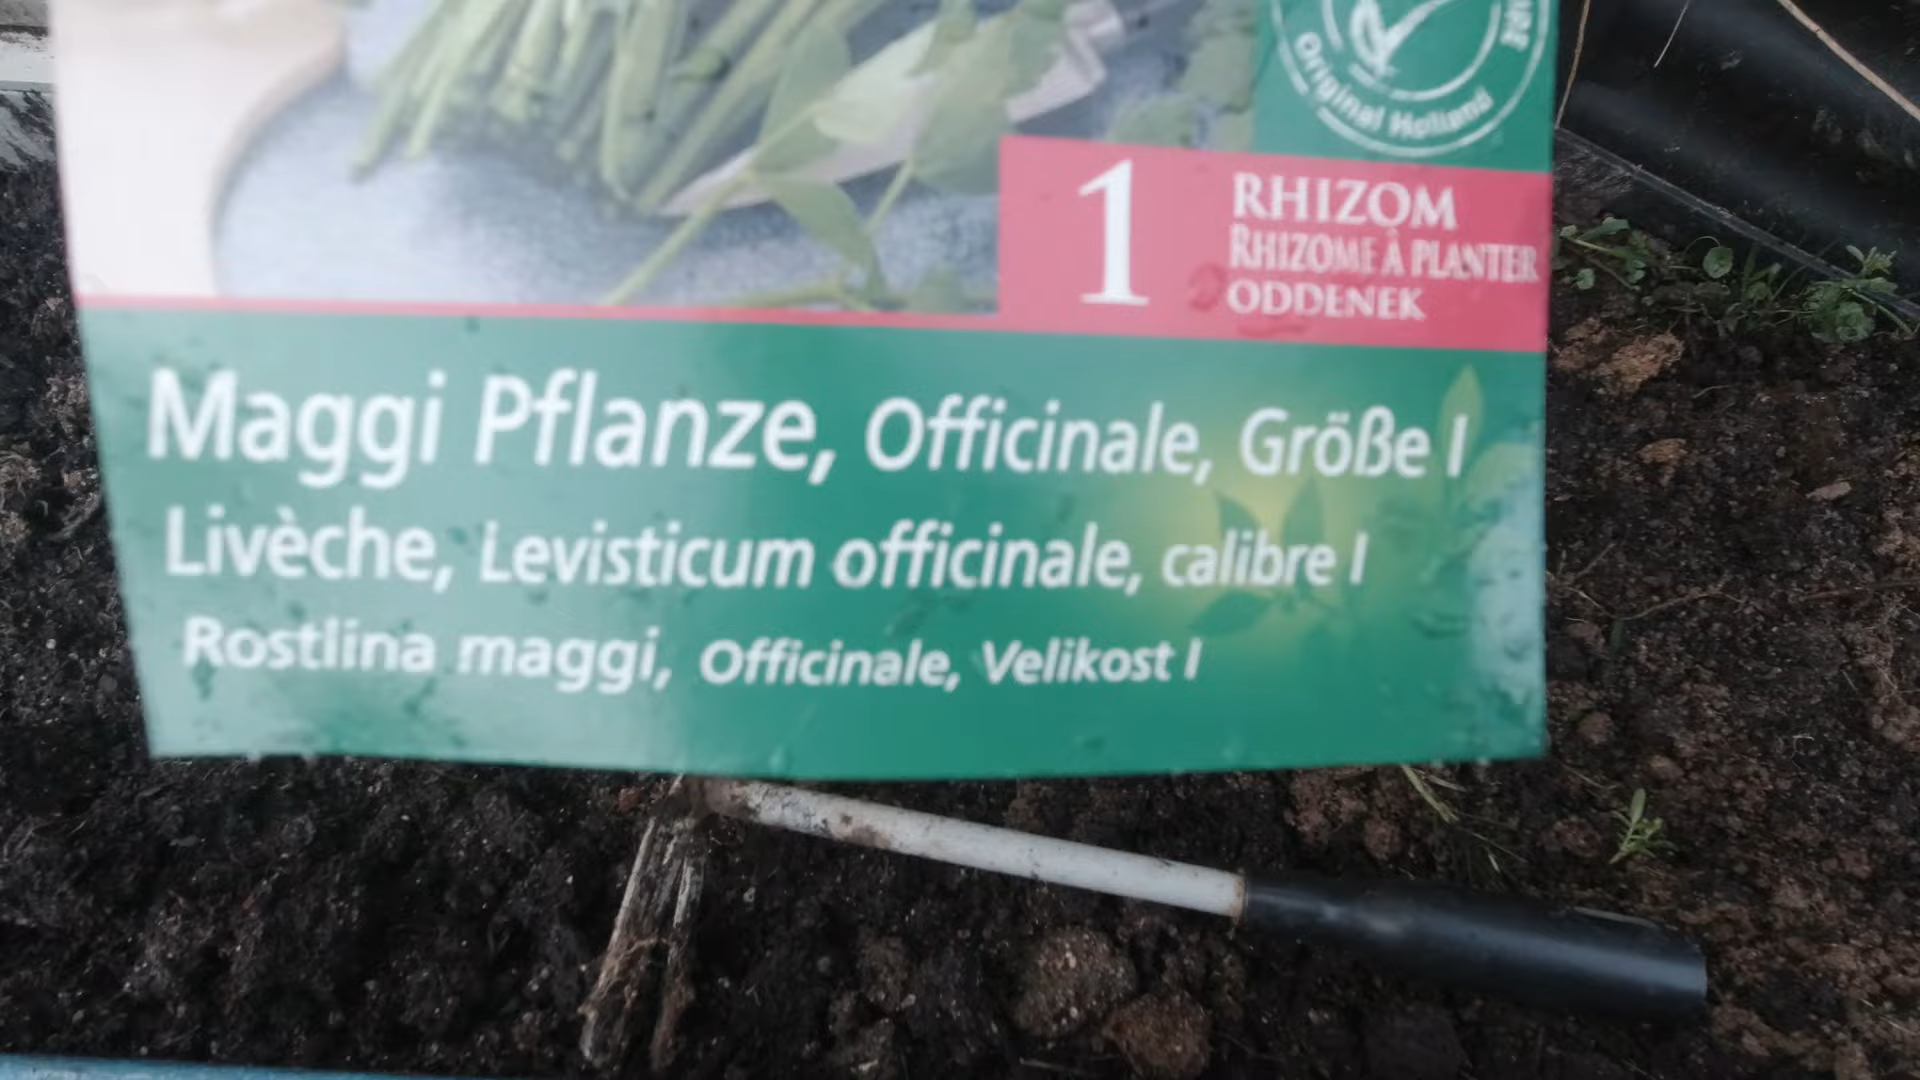 Original Holland
1
RHIZOM
RHIZOME À PLANTER
ODDENEK
Maggi Pflanze, Officinale, Größe I
Livèche, Levisticum officinale, calibre I
Rostlina maggi, Officinale, Velikost I